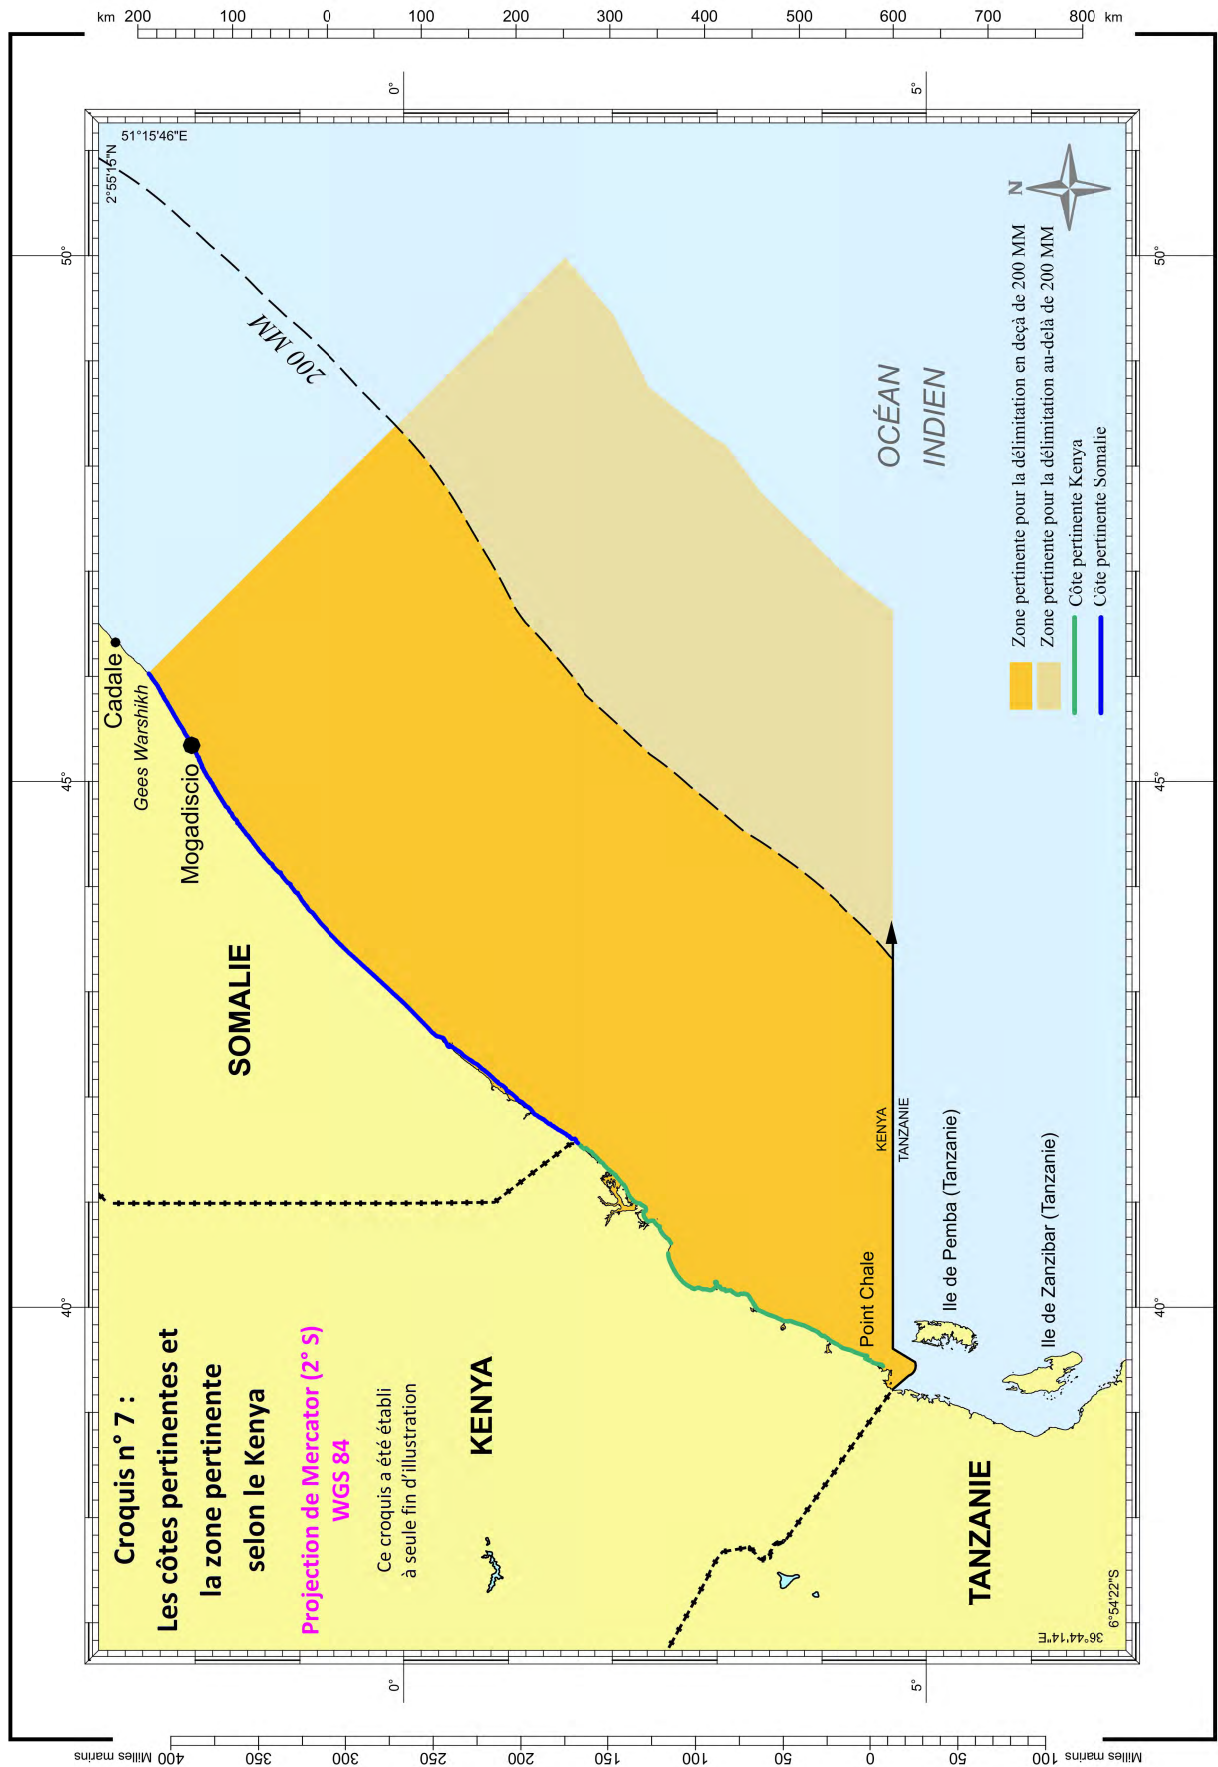 Croquis n° 7 :
Les côtes pertinentes et
la zone pertinente
selon le Kenya
Projection de Mercator (2° S)
WGS 84
Ce croquis a été établi
à seule fin d'illustration
SOMALIE
KENYA
TANZANIE
Cadale
Gees Warshikh
Mogadiscio
200 MM
Point Chale
KENYA
TANZANIE
Ile de Pemba (Tanzanie)
Ile de Zanzibar (Tanzanie)
OCÉAN
INDIEN
N
Zone pertinente pour la délimitation en deçà de 200 MM
Zone pertinente pour la délimitation au-delà de 200 MM
Côte pertinente Kenya
Côte pertinente Somalie
2°55'15"N
51°15'46"E
36°44'14"E
6°54'22"S
40°
45°
50°
40°
45°
50°
0°
5°
0°
5°
km 200 100 0 100 200 300 400 500 600 700 800 km
Milles marins 400 350 300 250 200 150 100 50 0 50 100 Milles marins